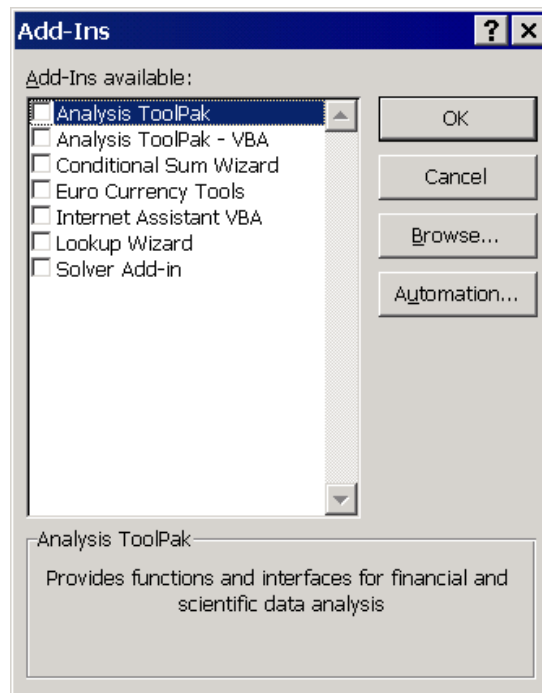 Add-Ins
Add-Ins available:
Analysis ToolPak
Analysis ToolPak - VBA
Conditional Sum Wizard
Euro Currency Tools
Internet Assistant VBA
Lookup Wizard
Solver Add-in
OK
Cancel
Browse...
Automation...
Analysis ToolPak
Provides functions and interfaces for financial and
scientific data analysis